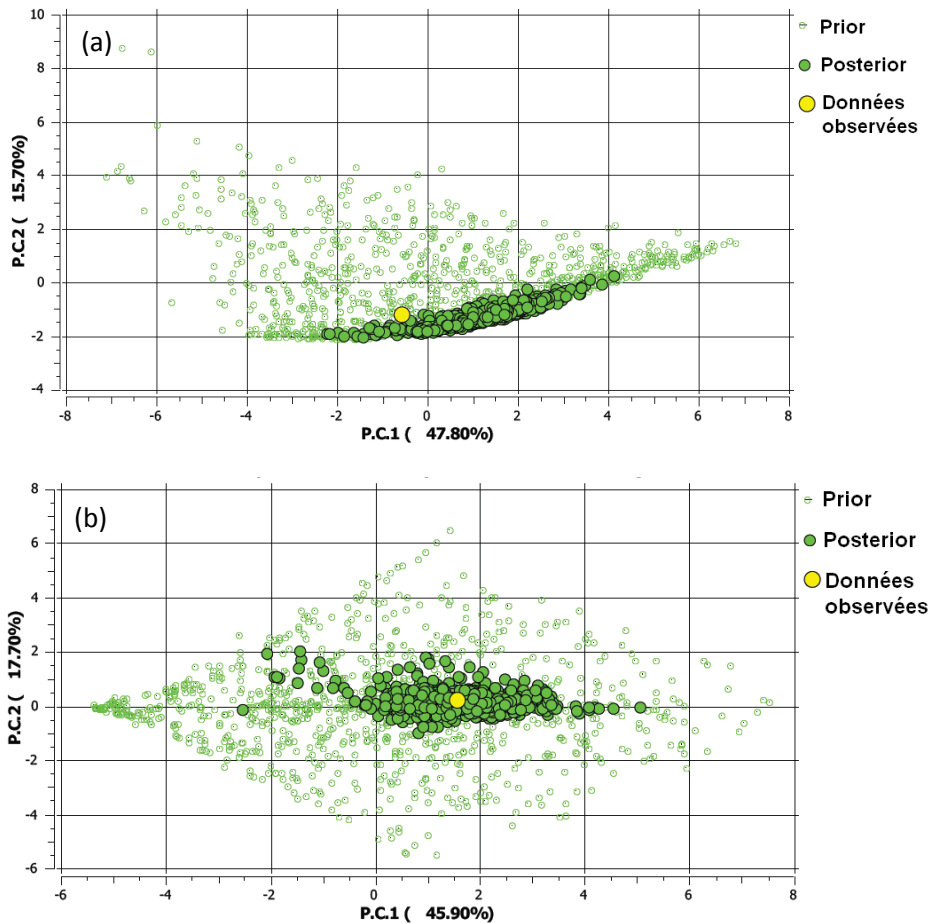 (a)
10
8
6
4
2
0
-2
-4
P.C.2 ( 15.70%)
-8 -6 -4 -2 0 2 4 6 8
P.C.1 ( 47.80%)
Prior
Posterior
Données
observées
(b)
8
6
4
2
0
-2
-4
-6
P.C.2 ( 17.70%)
-6 -4 -2 0 2 4 6 8
P.C.1 ( 45.90%)
Prior
Posterior
Données
observées